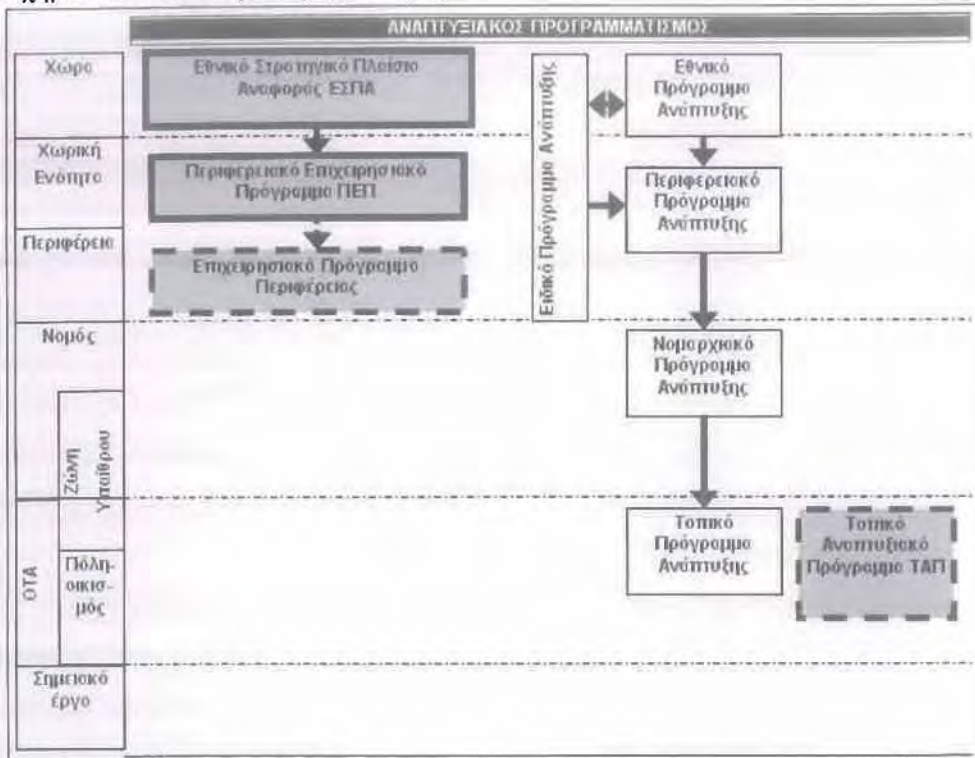 ΑΝΑΠΤΥΞΙΑΚΟΣ ΠΡΟΓΡΑΜΜΑΤΙΣΜΟΣ
Χώρα
Εθνικό Στρατηγικό Πλαίσιο
Αναφοράς ΕΣΠΑ
Ειδικό Πρόγραμμα Ανάπτυξης
Εθνικό
Πρόγραμμα
Ανάπτυξης
Χωρική
Ενότητα
Περιφερειακό Επιχειρησιακό
Πρόγραμμα ΠΕΠ
Περιφερειακό
Πρόγραμμα
Ανάπτυξης
Περιφέρεια
Επιχειρησιακό Πρόγραμμα
Περιφέρειας
Νομός
Νομαρχιακό
Πρόγραμμα
Ανάπτυξης
Ζώνη
Υπαίθρου
ΟΤΑ
Πόλη-
οικισ-
μός
Τοπικό
Πρόγραμμα
Ανάπτυξης
Τοπικό
Αναπτυξιακό
Πρόγραμμα ΤΑΠ
Σημειακό
έργο